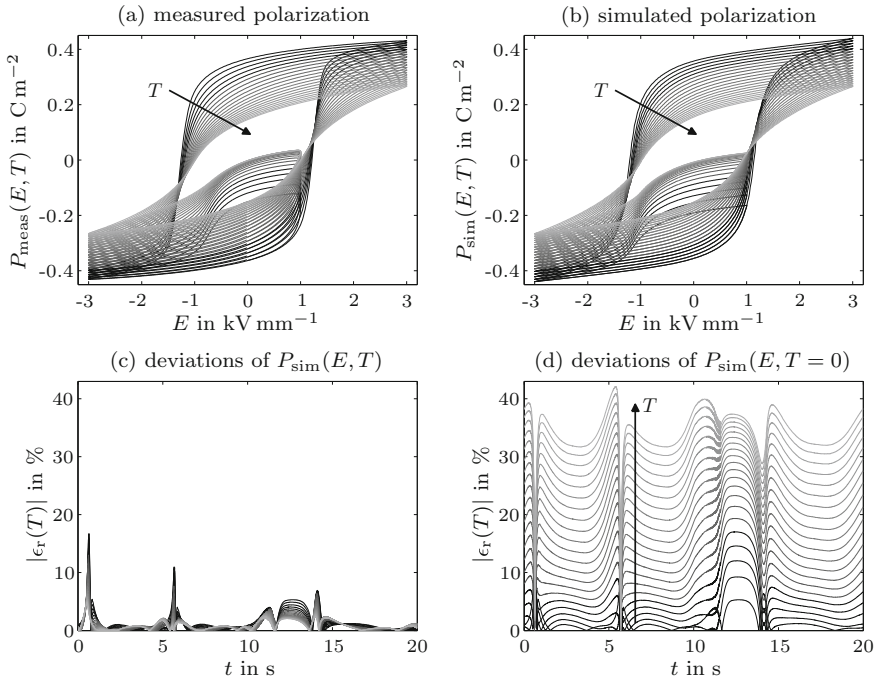 (a) measured polarization
(b) simulated polarization
0.4
0.2
0
-0.2
-0.4
P_meas(E, T) in C m⁻²
T
-3 -2 -1 0 1 2 3
E in kV mm⁻¹
0.4
0.2
0
-0.2
-0.4
P_sim(E, T) in C m⁻²
T
-3 -2 -1 0 1 2 3
E in kV mm⁻¹
(c) deviations of P_sim(E, T)
(d) deviations of P_sim(E, T = 0)
40
30
20
10
0
|ϵ_r(T)| in %
0 5 10 15 20
t in s
40
30
20
10
0
|ϵ_r(T)| in %
T
0 5 10 15 20
t in s